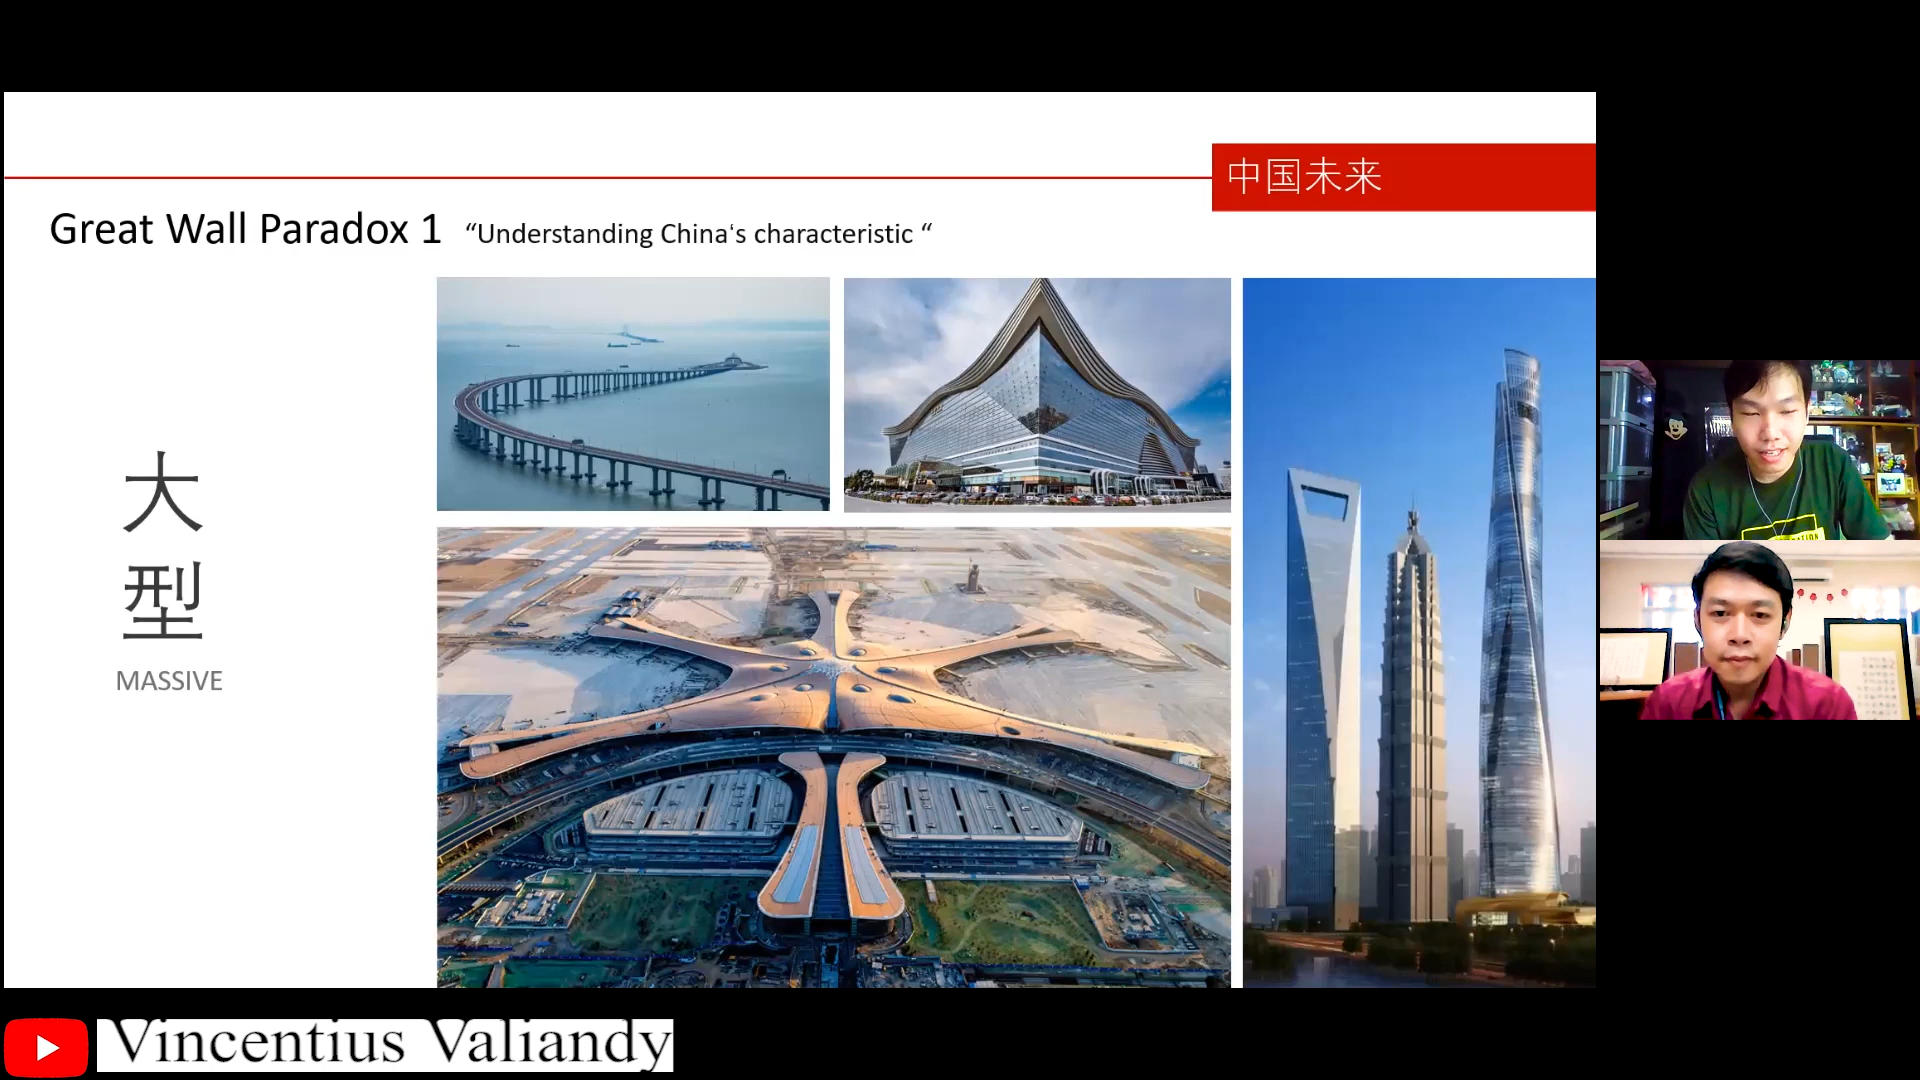 中国未来
Great Wall Paradox 1 “Understanding China‘s characteristic “
大
型
MASSIVE
Vincentius Valiandy